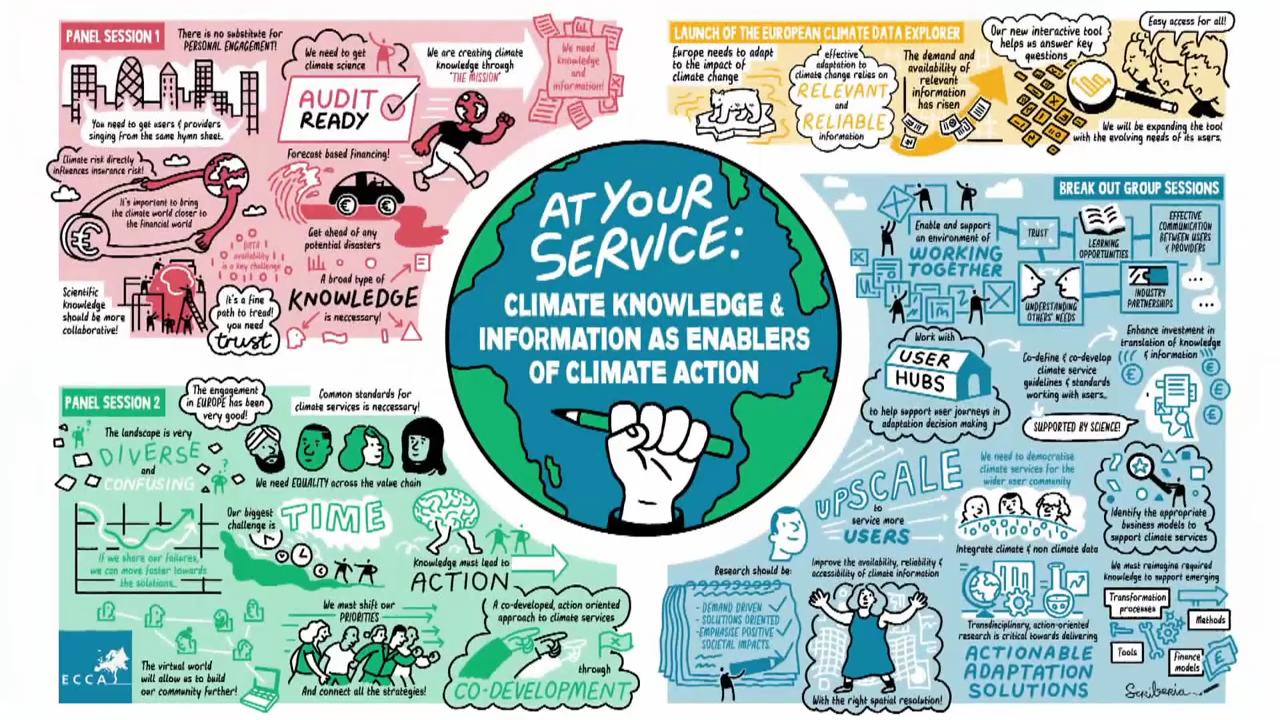 AT YOUR
SERVICE:
CLIMATE KNOWLEDGE &
INFORMATION AS ENABLERS
OF CLIMATE ACTION
PANEL SESSION 1
There is no substitute for
PERSONAL ENGAGEMENT!
You need to get users & providers
singing from the same hymn sheet.
We need to get
climate science
AUDIT
READY
We are creating climate
knowledge through
"THE MISSION"
We need
knowledge
and
information!
Climate risk directly
influences insurance risk!
It's important to bring
the climate world closer to
the financial world
Forecast based financing!
Get ahead of any
potential disasters
DATA
availability
is a key challenge
Scientific
knowledge
should be more
collaborative!
It's a fine
path to tread!
you need
trust
A broad type of
KNOWLEDGE
is neccessary!
LAUNCH OF THE EUROPEAN CLIMATE DATA EXPLORER
Europe needs to adapt
to the impact of
climate change
effective
adaptation to
climate change relies on
RELEVANT
and
RELIABLE
information
The demand and
availability of
relevant
information
has risen
Our new interactive tool
helps us answer key
questions
Easy access for all!
We will be expanding the tool
with the evolving needs of its users.
PANEL SESSION 2
The engagement
in EUROPE has been
very good!
Common standards for
climate services is neccessary!
The landscape is very
DIVERSE
and
CONFUSING
We need EQUALITY across the value chain
If we share our failures,
we can move faster towards
the solutions...
Our biggest
challenge is
TIME
Knowledge must lead to
ACTION
We must shift our
PRIORITIES
And connect all the strategies!
A co-developed, action oriented
approach to climate services
through
CO-DEVELOPMENT
The virtual world
will allow us to build
our community further!
ECCA
BREAK OUT GROUP SESSIONS
Enable and support
an environment of
WORKING
TOGETHER
TRUST
LEARNING
OPPORTUNITIES
EFFECTIVE
COMMUNICATION
BETWEEN USERS
& PROVIDERS
UNDERSTANDING
OTHERS' NEEDS
INDUSTRY
PARTNERSHIPS
Work with
USER
HUBS
to help support user journeys in
adaptation decision making
Co-define & co-develop
climate service
guidelines & standards
working with users...
SUPPORTED BY SCIENCE!
Enhance investment in
translation of knowledge
& information
UPSCALE
to
service more
USERS
We need to democratise
climate services for the
wider user community
Integrate climate & non climate data
Identify the appropriate
business models to
support climate services
Research should be:
- DEMAND DRIVEN
- SOLUTIONS ORIENTED
- EMPHASISE POSITIVE
SOCIETAL IMPACTS
Improve the availability, reliability &
accessibility of climate information
With the right spatial resolution!
Transdisciplinary, action-oriented
research is critical towards delivering
ACTIONABLE
ADAPTATION
SOLUTIONS
We must reimagine required
knowledge to support emerging
Transformation
processes
Methods
Tools
Finance
models
Scriberia